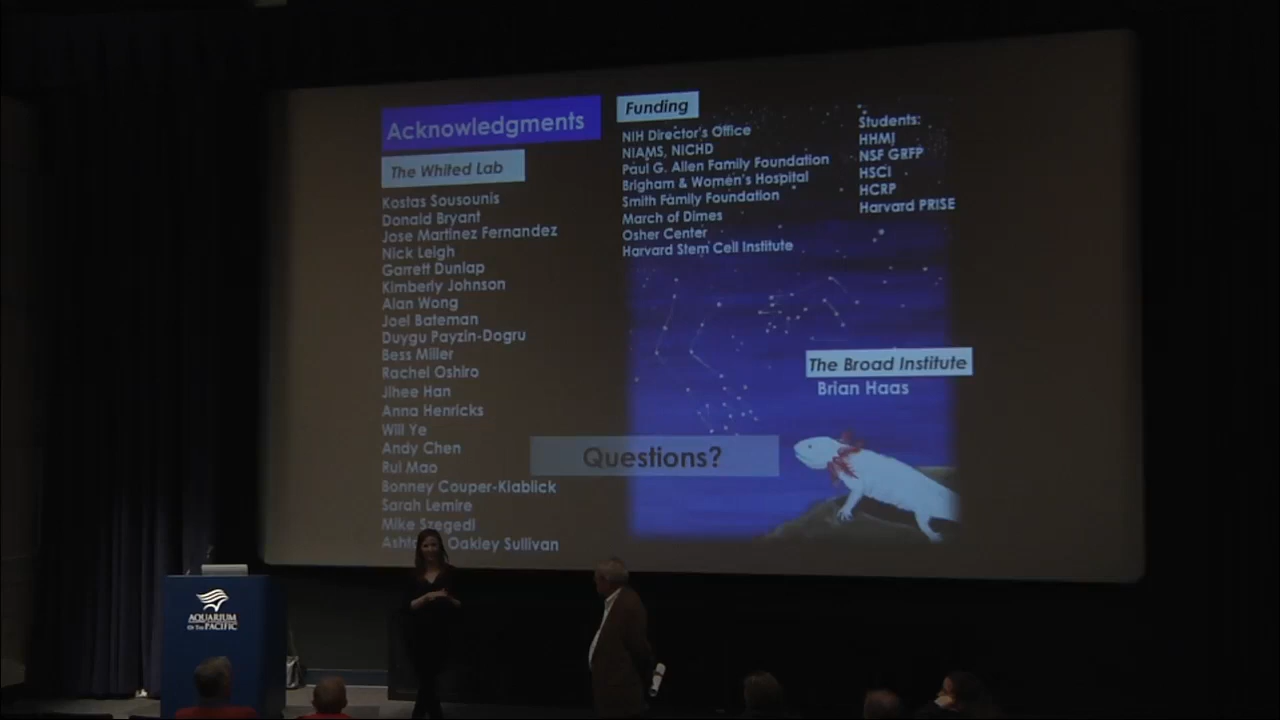 Acknowledgments
The Whited Lab
Kostas Sousounis
Donald Bryant
Jose Martinez Fernandez
Nick Leigh
Garrett Dunlap
Kimberly Johnson
Alan Wong
Joel Bateman
Duygu Payzin-Dogru
Bess Miller
Rachel Oshiro
Jihee Han
Anna Henricks
Will Ye
Andy Chen
Rui Mao
Bonney Couper-Kiablick
Sarah Lemire
Mike Szegedi
Oakley Sullivan
Funding
NIH Director's Office
NIAMS, NICHD
Paul G. Allen Family Foundation
Brigham & Women's Hospital
Smith Family Foundation
March of Dimes
Osher Center
Harvard Stem Cell Institute
Students:
HHMI
NSF GRFP
HSCI
HCRP
Harvard PRISE
The Broad Institute
Brian Haas
Questions?
AQUARIUM
OF THE PACIFIC